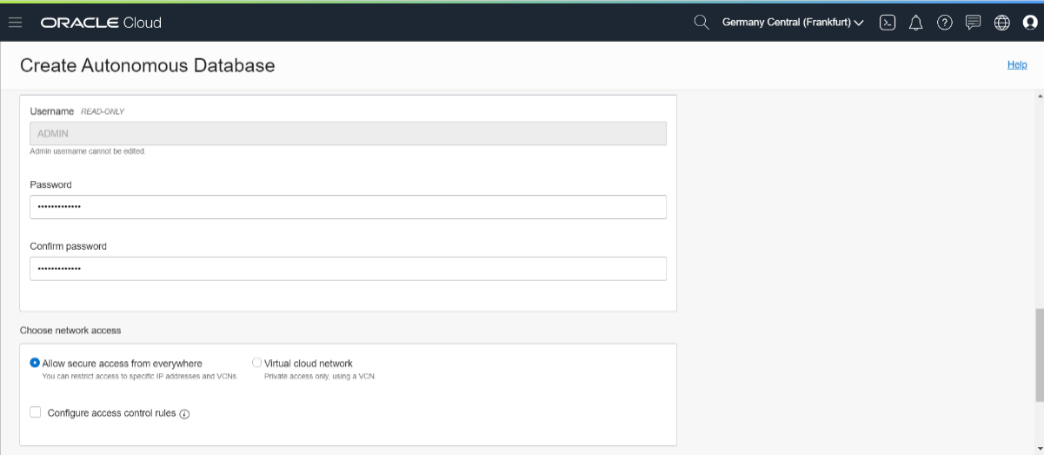 ORACLE Cloud
Germany Central (Frankfurt)
Create Autonomous Database
Help
Username READ-ONLY
ADMIN
Admin username cannot be edited.
Password
•••••••••••••
Confirm password
•••••••••••••
Choose network access
Allow secure access from everywhere
You can restrict access to specific IP addresses and VCNs.
Virtual cloud network
Private access only, using a VCN
Configure access control rules